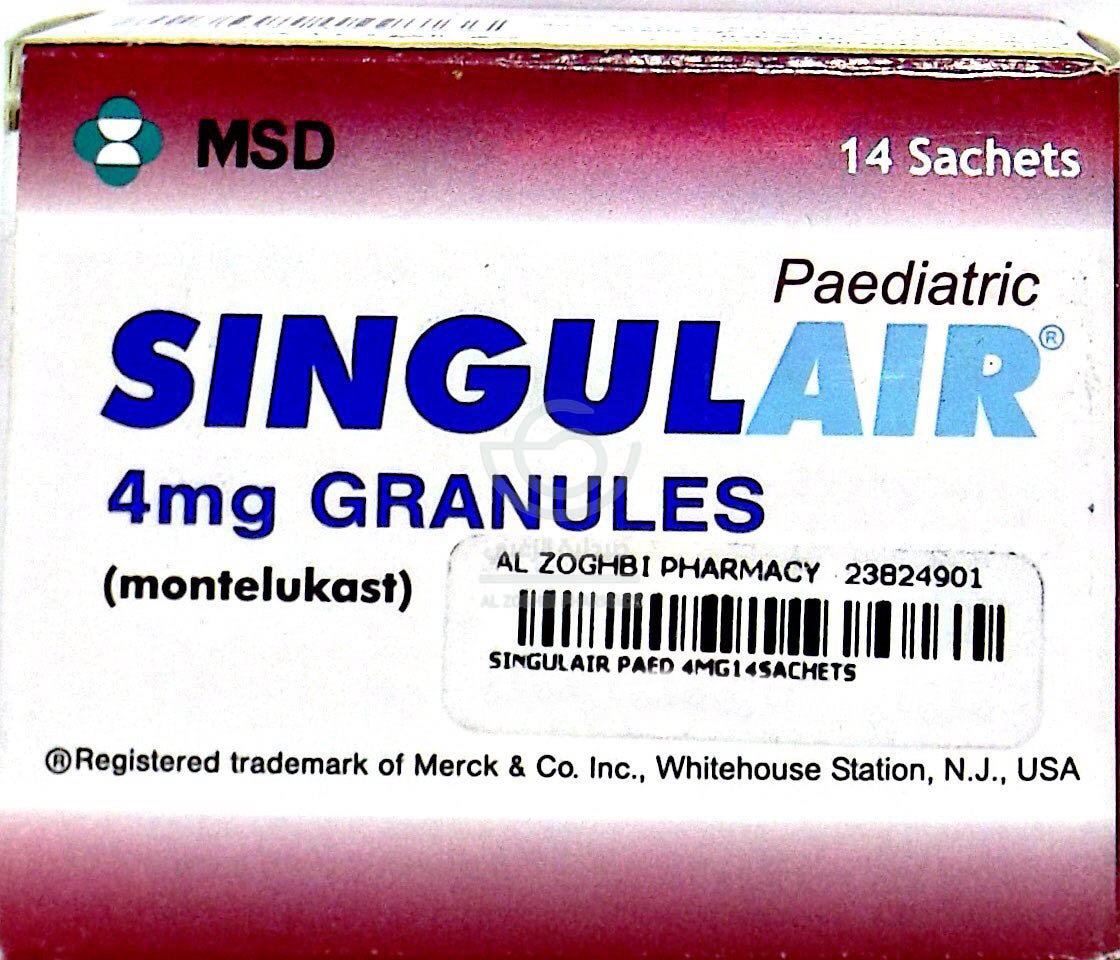 MSD
14 Sachets
Paediatric
SINGULAIR®
4mg GRANULES
(montelukast)
AL ZOGHBI PHARMACY 23824901
SINGULAIR PAED 4MG14SACHETS
®Registered trademark of Merck & Co. Inc., Whitehouse Station, N.J., USA